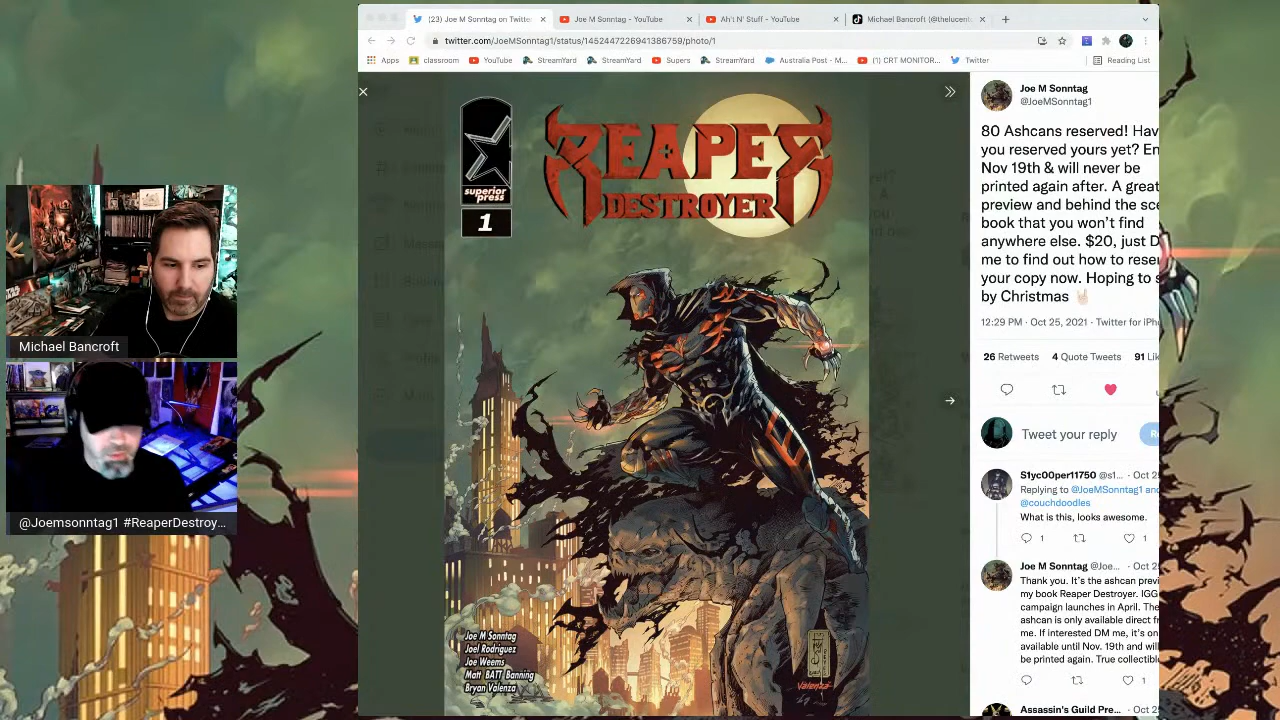 (23) Joe M Sonntag on Twitte
Joe M Sonntag - YouTube
Ah't N' Stuff - YouTube
Michael Bancroft (@thelucent
twitter.com/JoeMSonntag1/status/1452447226941386759/photo/1
Apps
classroom
YouTube
StreamYard
StreamYard
Supers
StreamYard
Australia Post - M...
(1) CRT MONITOR...
Twitter
Reading List
superior
press
1
REAPER
DESTROYER
Joe M Sonntag
Joel Rodriguez
Joe Weems
Matt BATT Banning
Bryan Valenza
Valenza
Michael Bancroft
@Joemsonntag1 #ReaperDestroy...
Joe M Sonntag
@JoeMSonntag1
80 Ashcans reserved! Hav
you reserved yours yet? En
Nov 19th & will never be
printed again after. A great
preview and behind the sce
book that you won't find
anywhere else. $20, just D
me to find out how to reser
your copy now. Hoping to s
by Christmas 🤘🏻
12:29 PM · Oct 25, 2021 · Twitter for iPh
26 Retweets 4 Quote Tweets 91 Lik
Tweet your reply
Re
S1yc00per11750 @s1... · Oct 25
Replying to @JoeMSonntag1 and
@couchdoodles
What is this, looks awesome.
1
1
Joe M Sonntag @Joe... · Oct 25
Thank you. It's the ashcan previ
my book Reaper Destroyer. IGG
campaign launches in April. The
ashcan is only available direct fr
me. If interested DM me, it's on
available until Nov. 19th and will
be printed again. True collectibl
1
Assassin's Guild Pre... · Oct 25